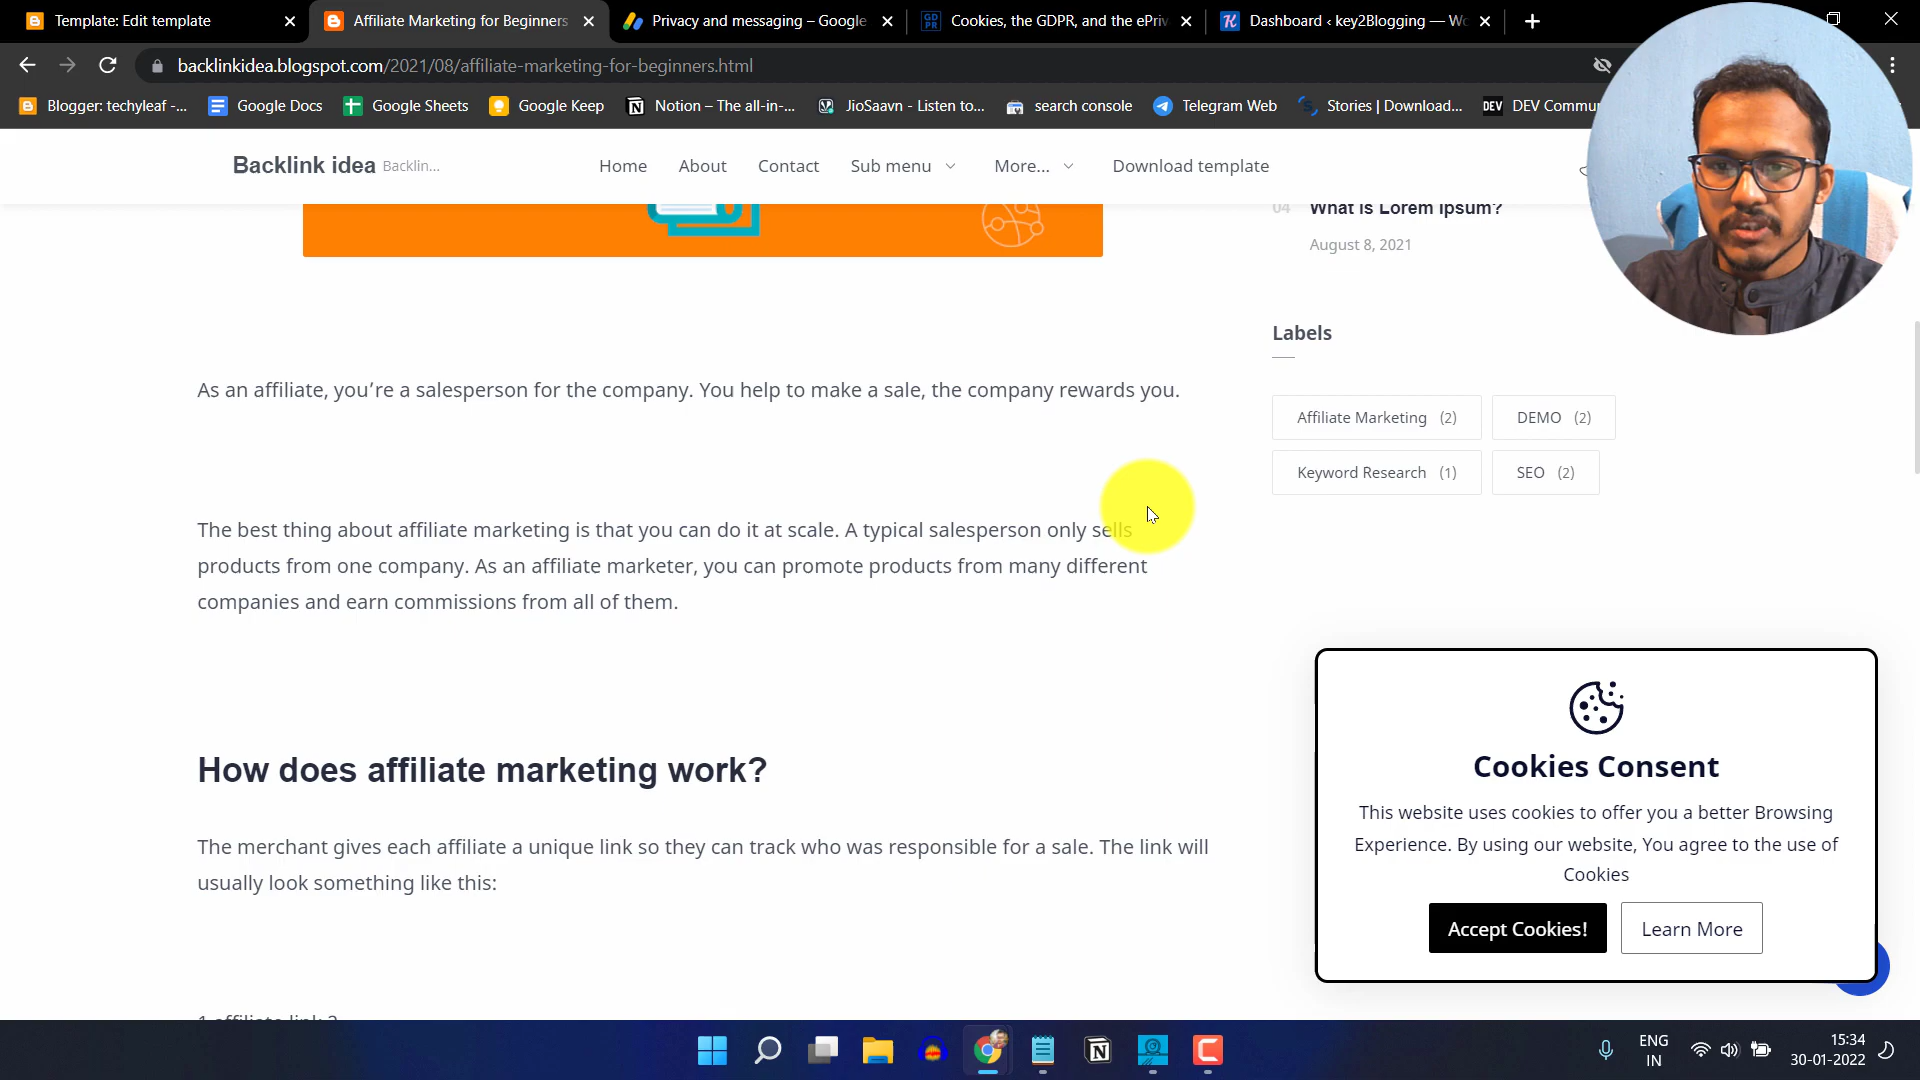 Template: Edit template
Affiliate Marketing for Beginners
Privacy and messaging – Google
Cookies, the GDPR, and the ePriv
Dashboard ‹ key2Blogging — Wo
backlinkidea.blogspot.com/2021/08/affiliate-marketing-for-beginners.html
Blogger: techyleaf -...
Google Docs
Google Sheets
Google Keep
Notion – The all-in-...
JioSaavn - Listen to...
search console
Telegram Web
Stories | Download...
DEV
DEV Commu
Backlink idea
Backlin...
Home
About
Contact
Sub menu
More...
Download template
04
What is Lorem Ipsum?
August 8, 2021
Labels
Affiliate Marketing (2)
DEMO (2)
Keyword Research (1)
SEO (2)
As an affiliate, you’re a salesperson for the company. You help to make a sale, the company rewards you.
The best thing about affiliate marketing is that you can do it at scale. A typical salesperson only sells
products from one company. As an affiliate marketer, you can promote products from many different
companies and earn commissions from all of them.
How does affiliate marketing work?
The merchant gives each affiliate a unique link so they can track who was responsible for a sale. The link will
usually look something like this:
Cookies Consent
This website uses cookies to offer you a better Browsing
Experience. By using our website, You agree to the use of
Cookies
Accept Cookies!
Learn More
ENG
IN
15:34
30-01-2022